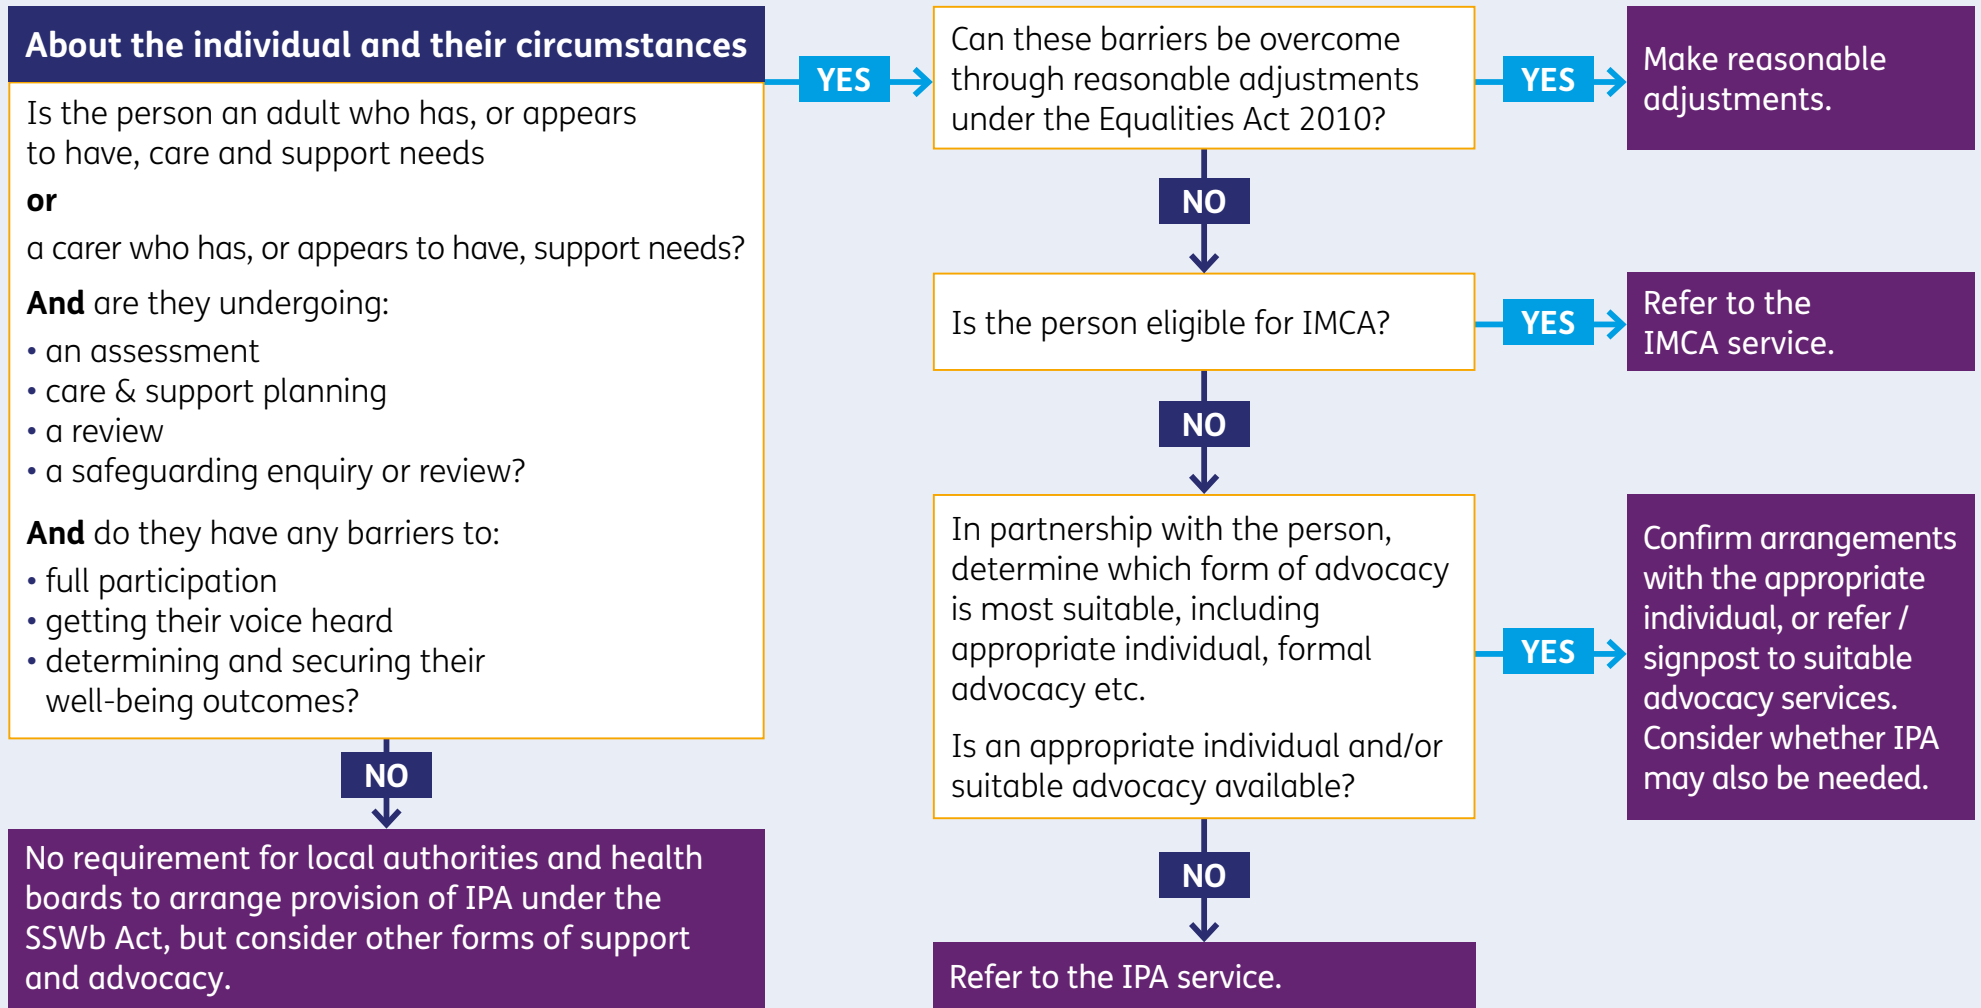 About the individual and their circumstances
Is the person an adult who has, or appears
to have, care and support needs
or
a carer who has, or appears to have, support needs?
And are they undergoing:
• an assessment
• care & support planning
• a review
• a safeguarding enquiry or review?
And do they have any barriers to:
• full participation
• getting their voice heard
• determining and securing their
well-being outcomes?
NO
No requirement for local authorities and health
boards to arrange provision of IPA under the
SSWb Act, but consider other forms of support
and advocacy.
YES
Can these barriers be overcome
through reasonable adjustments
under the Equalities Act 2010?
YES
Make reasonable
adjustments.
NO
Is the person eligible for IMCA?
YES
Refer to the
IMCA service.
NO
In partnership with the person,
determine which form of advocacy
is most suitable, including
appropriate individual, formal
advocacy etc.
Is an appropriate individual and/or
suitable advocacy available?
YES
Confirm arrangements
with the appropriate
individual, or refer /
signpost to suitable
advocacy services.
Consider whether IPA
may also be needed.
NO
Refer to the IPA service.